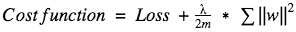 Cost function = Loss + λ/2m * ∑ ||w||²